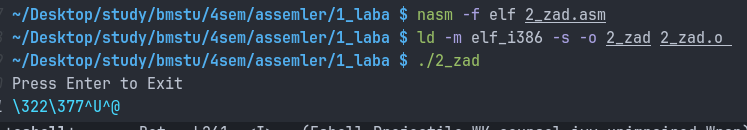 ~/Desktop/study/bmstu/4sem/assemler/1_laba $ nasm -f elf 2_zad.asm
~/Desktop/study/bmstu/4sem/assemler/1_laba $ ld -m elf_i386 -s -o 2_zad 2_zad.o
~/Desktop/study/bmstu/4sem/assemler/1_laba $ ./2_zad
Press Enter to Exit
\322\377^U^@